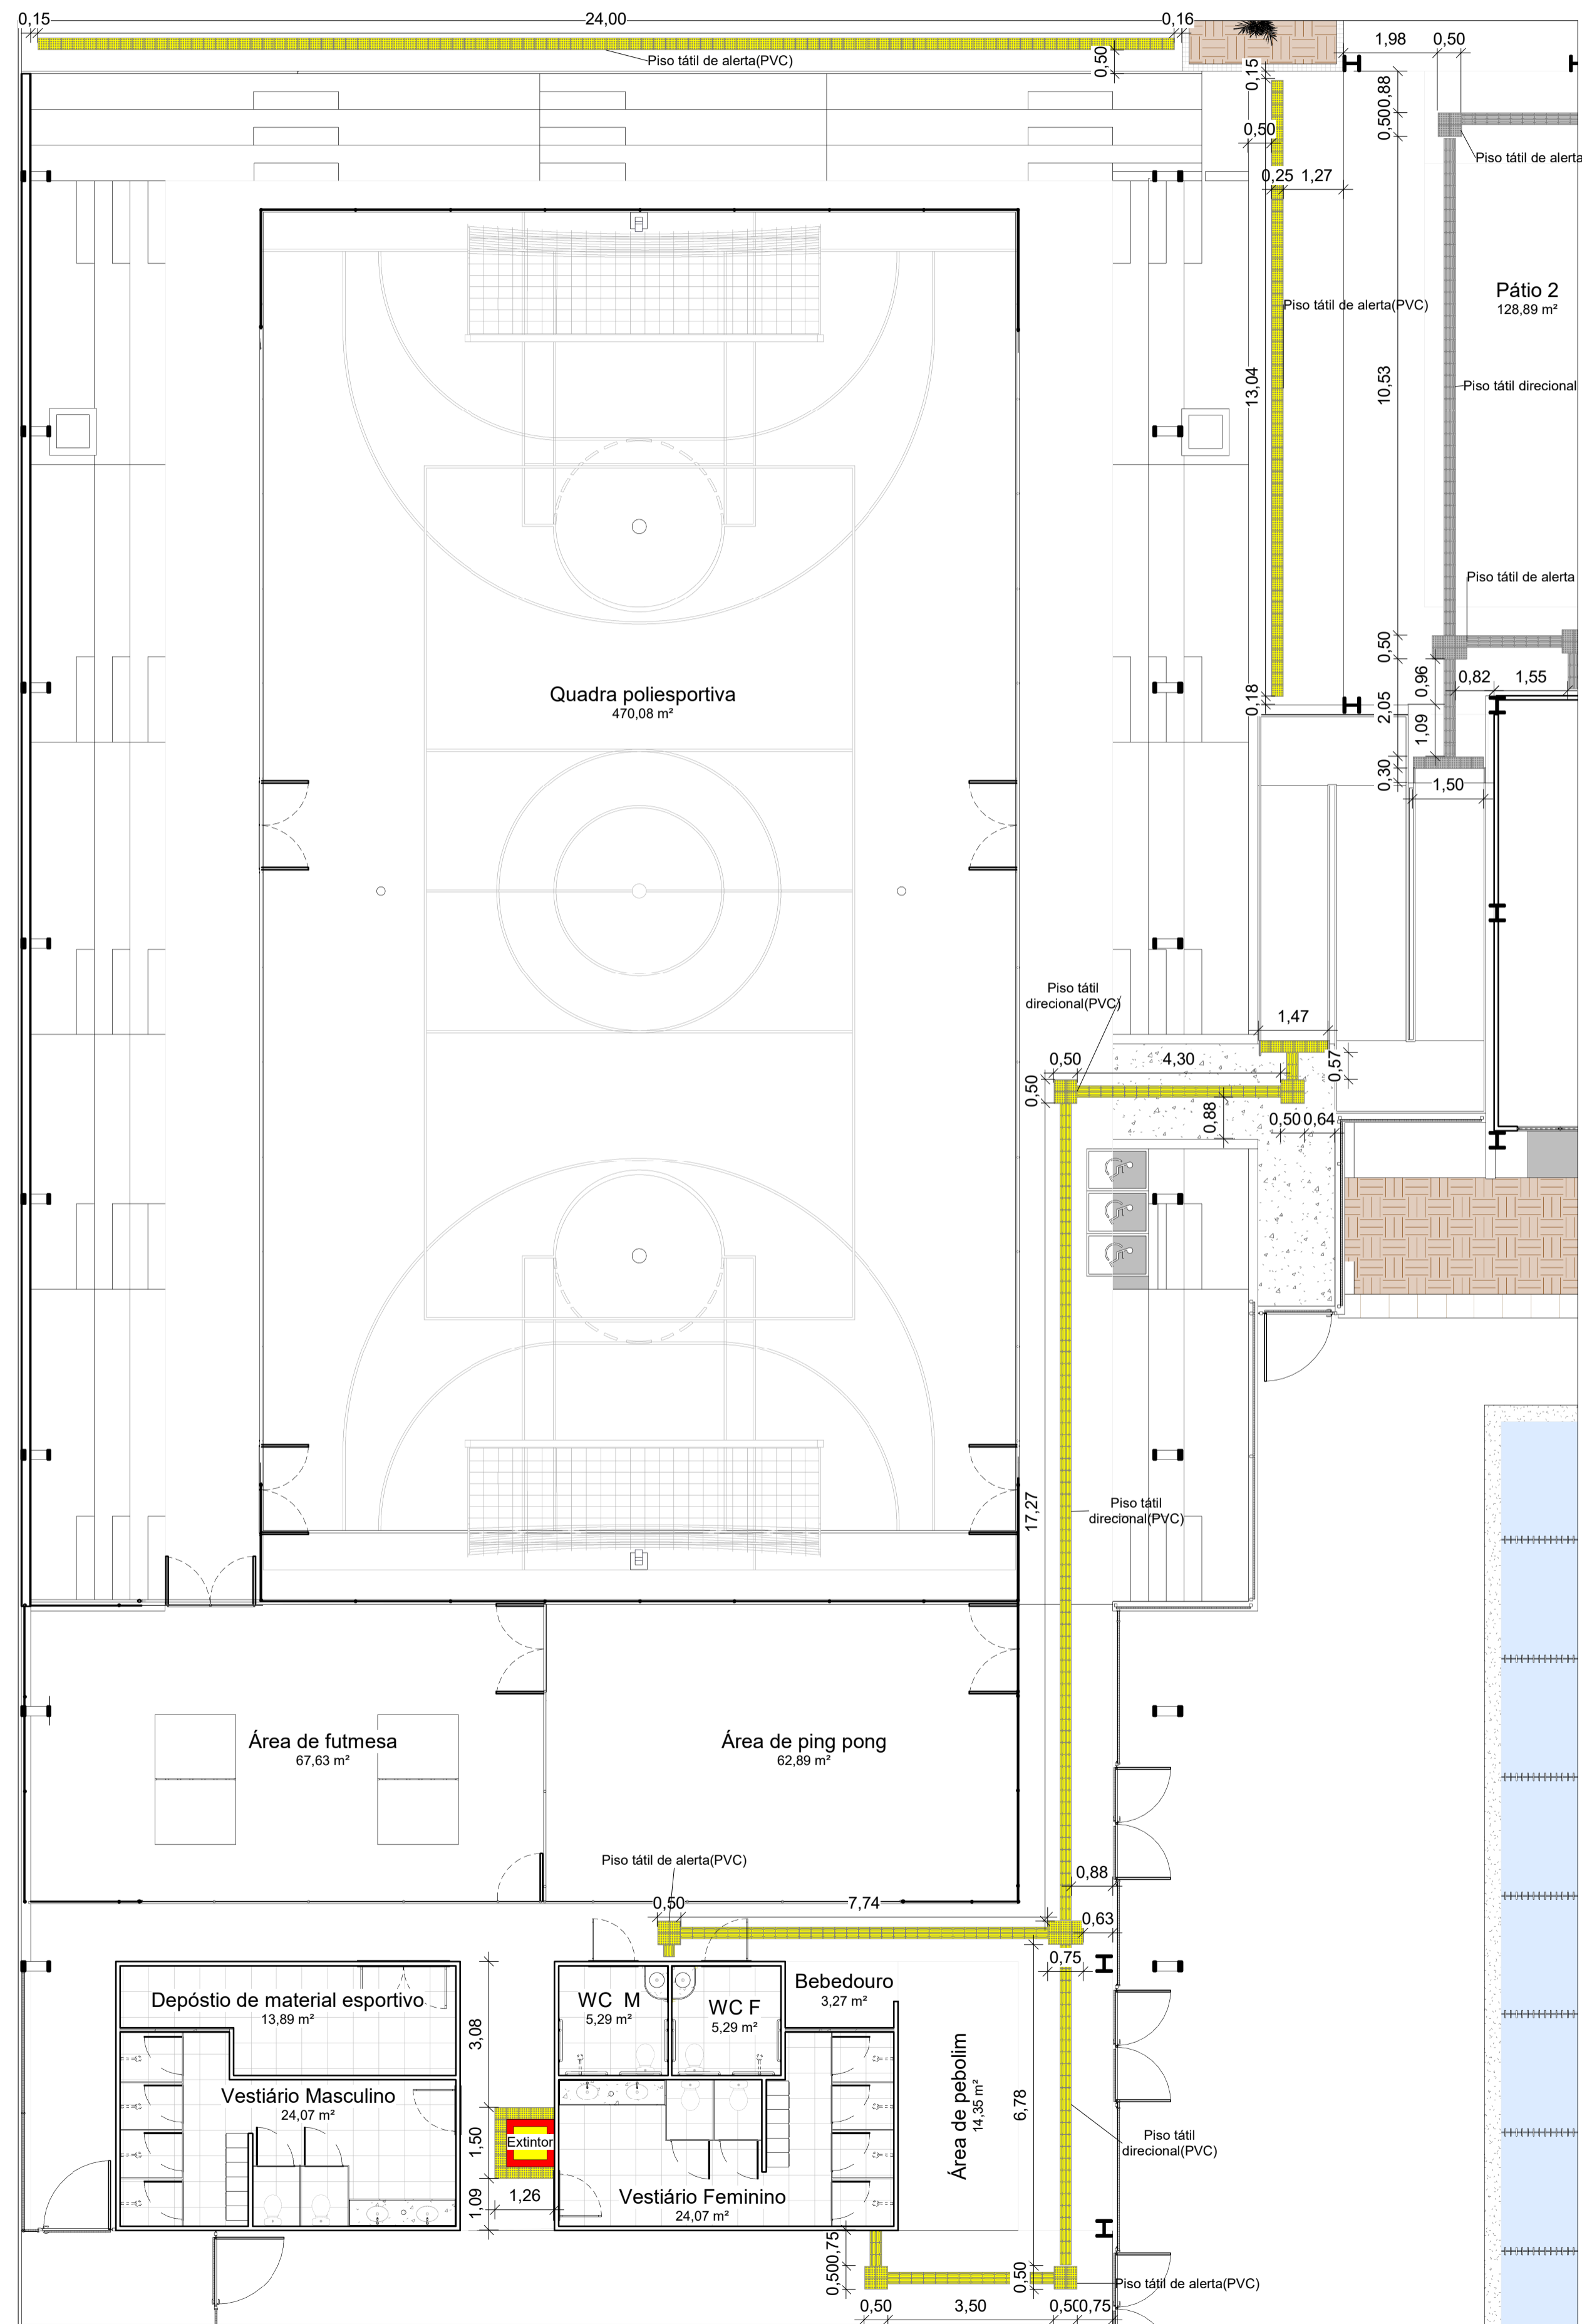 0,15
24,00
0,16
Piso tátil de alerta(PVC)
0,50
1,98
0,50
0,15
0,88
0,50
0,50
Piso tátil de alerta
0,25
1,27
Pátio 2
128,89 m²
Piso tátil de alerta(PVC)
13,04
10,53
Piso tátil direcional
Piso tátil de alerta
0,50
0,96
0,82
1,55
Quadra poliesportiva
470,08 m²
0,18
2,05
1,09
0,30
1,50
Piso tátil
direcional(PVC)
1,47
0,50
4,30
0,57
0,50
0,88
0,50
0,64
17,27
Piso tátil
direcional(PVC)
Área de futmesa
67,63 m²
Área de ping pong
62,89 m²
Piso tátil de alerta(PVC)
0,88
0,50
7,74
0,63
0,75
Depóstio de material esportivo
13,89 m²
WC M
5,29 m²
WC F
5,29 m²
Bebedouro
3,27 m²
3,08
Área de pebolim
14,35 m²
6,78
Vestiário Masculino
24,07 m²
1,50
Extintor
Piso tátil
direcional(PVC)
1,09
1,26
Vestiário Feminino
24,07 m²
0,75
0,50
0,50
Piso tátil de alerta(PVC)
0,50
3,50
0,50
0,75